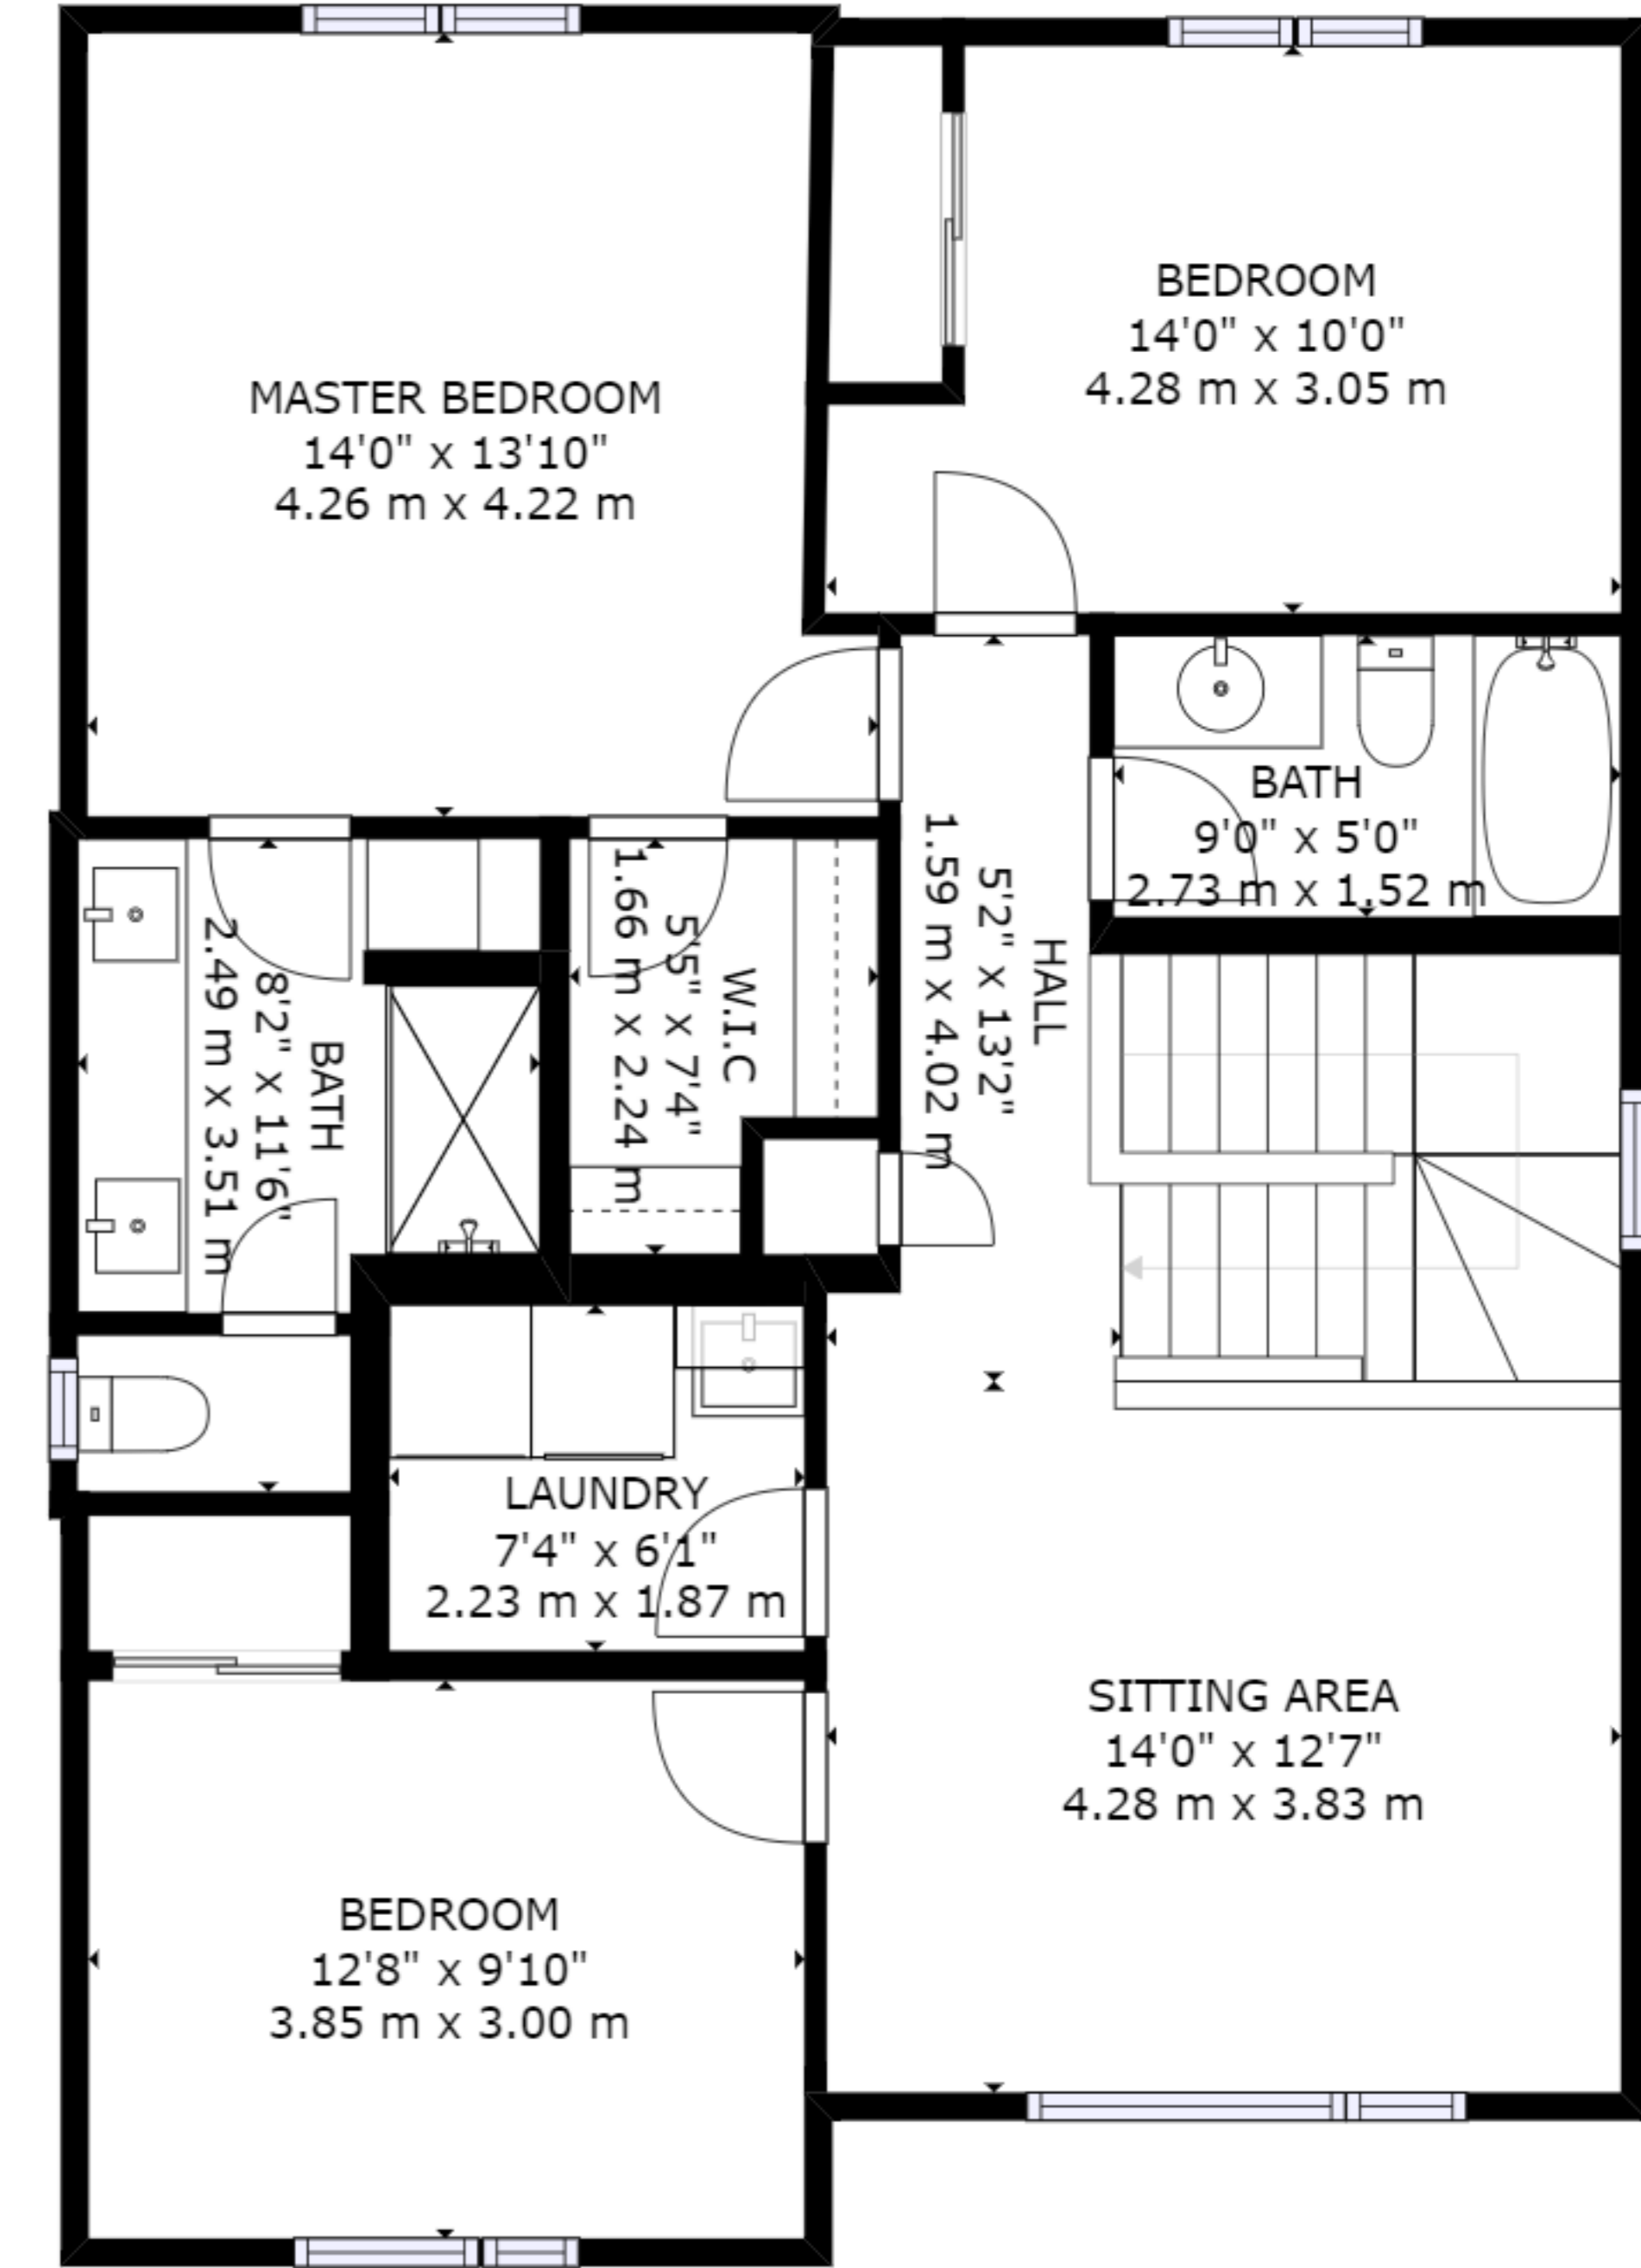 MASTER BEDROOM
14'0" x 13'10"
4.26 m x 4.22 m
BEDROOM
14'0" x 10'0"
4.28 m x 3.05 m
BATH
9'0" x 5'0"
2.73 m x 1.52 m
HALL
5'2" x 13'2"
1.59 m x 4.02 m
W.I.C
5'5" x 7'4"
1.66 m x 2.24 m
BATH
8'2" x 11'6"
2.49 m x 3.51 m
LAUNDRY
7'4" x 6'1"
2.23 m x 1.87 m
SITTING AREA
14'0" x 12'7"
4.28 m x 3.83 m
BEDROOM
12'8" x 9'10"
3.85 m x 3.00 m